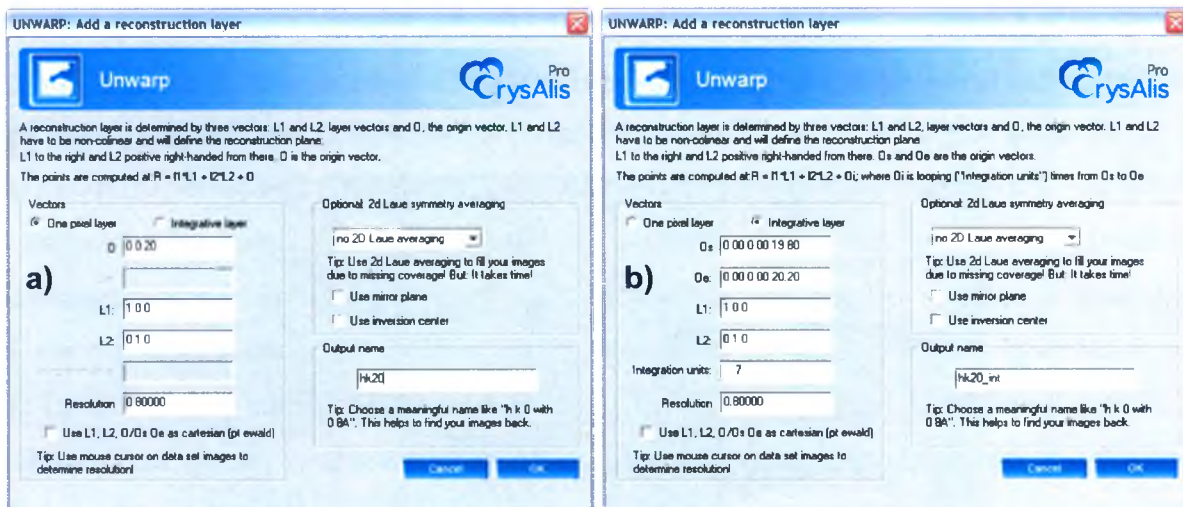 UNWARP: Add a reconstruction layer
Unwarp
CrysAlis Pro
A reconstruction layer is determined by three vectors: L1 and L2, layer vectors and O, the origin vector. L1 and L2
have to be non-colinear and will define the reconstruction plane:
L1 to the right and L2 positive right-handed from there. O is the origin vector.
The points are computed at:R = l1*L1 + l2*L2 + O
Vectors
One pixel layer
Integrative layer
O 0 0 20
a)
L1: 1 0 0
L2: 0 1 0
Resolution 0.80000
Use L1, L2, O/Os Oe as cartesian (pt ewald)
Tip: Use mouse cursor on data set images to
determine resolution!
Optional: 2d Laue symmetry averaging
no 2D Laue averaging
Tip: Use 2d Laue averaging to fill your images
due to missing coverage! But: It takes time!
Use mirror plane
Use inversion center
Output name
hk20
Tip: Choose a meaningful name like "h k 0 with
0.8A". This helps to find your images back.
Cancel
OK
UNWARP: Add a reconstruction layer
Unwarp
CrysAlis Pro
A reconstruction layer is determined by three vectors: L1 and L2, layer vectors and O, the origin vector. L1 and L2
have to be non-colinear and will define the reconstruction plane
L1 to the right and L2 positive right-handed from there. Os and Oe are the origin vectors.
The points are computed at:R = l1*L1 + l2*L2 + Oi; where Oi is looping ("Integration units") times from Os to Oe
Vectors
One pixel layer
Integrative layer
Os 0.00 0.00 19.80
b)
Oe: 0.00 0.00 20.20
L1: 1 0 0
L2: 0 1 0
Integration units: 7
Resolution 0.80000
Use L1, L2, O/Os Oe as cartesian (pt ewald)
Tip: Use mouse cursor on data set images to
determine resolution!
Optional: 2d Laue symmetry averaging
no 2D Laue averaging
Tip: Use 2d Laue averaging to fill your images
due to missing coverage! But: It takes time!
Use mirror plane
Use inversion center
Output name
hk20_int
Tip: Choose a meaningful name like "h k 0 with
0.8A". This helps to find your images back.
Cancel
OK